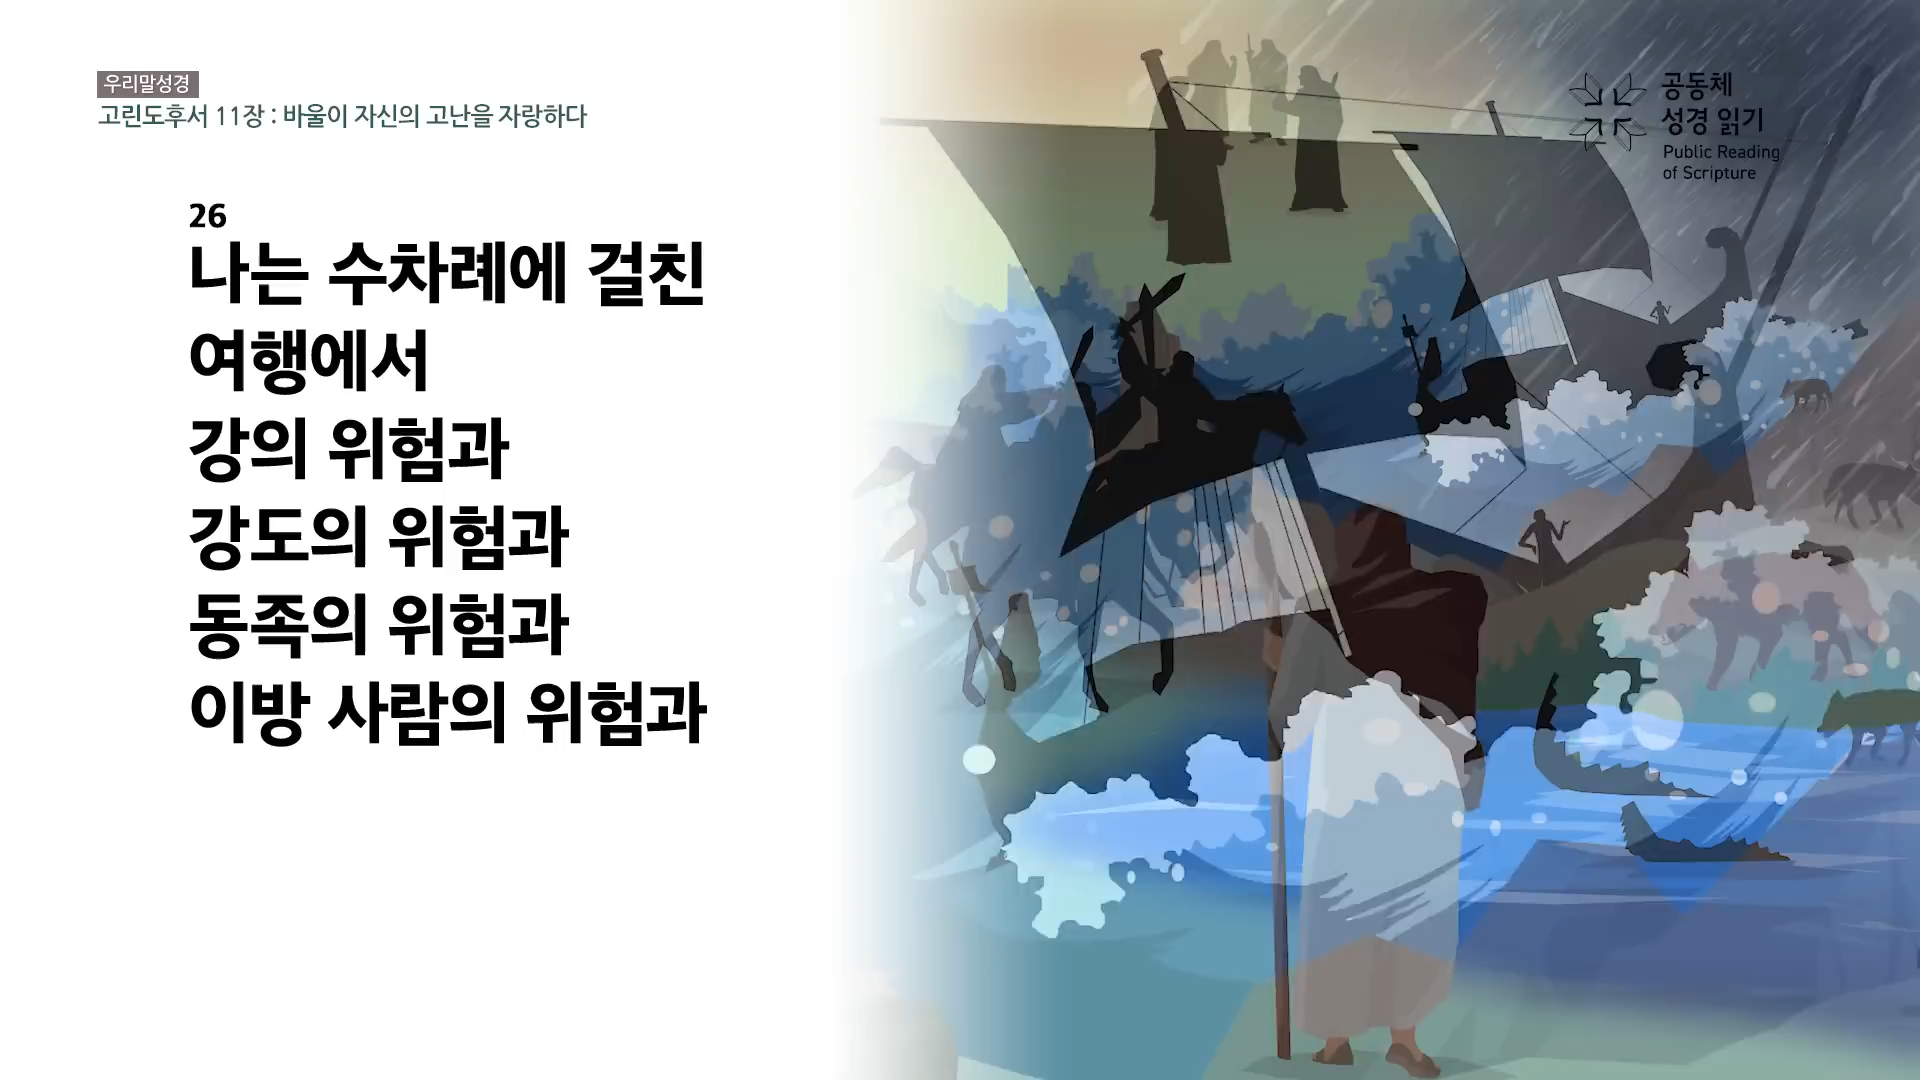 우리말성경
고린도후서 11장 : 바울이 자신의 고난을 자랑하다
26
나는 수차례에 걸친
여행에서
강의 위험과
강도의 위험과
동족의 위험과
이방 사람의 위험과
공동체
성경 읽기
Public Reading
of Scripture